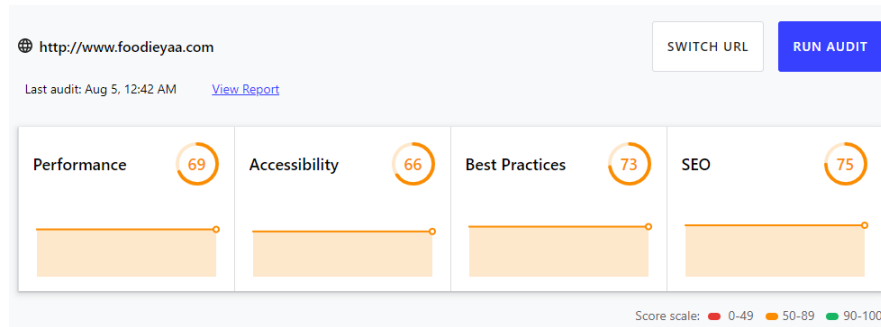 http://www.foodieyaa.com
SWITCH URL
RUN AUDIT
Last audit: Aug 5, 12:42 AM
View Report
Performance
69
Accessibility
66
Best Practices
73
SEO
75
Score scale: 0-49 50-89 90-100